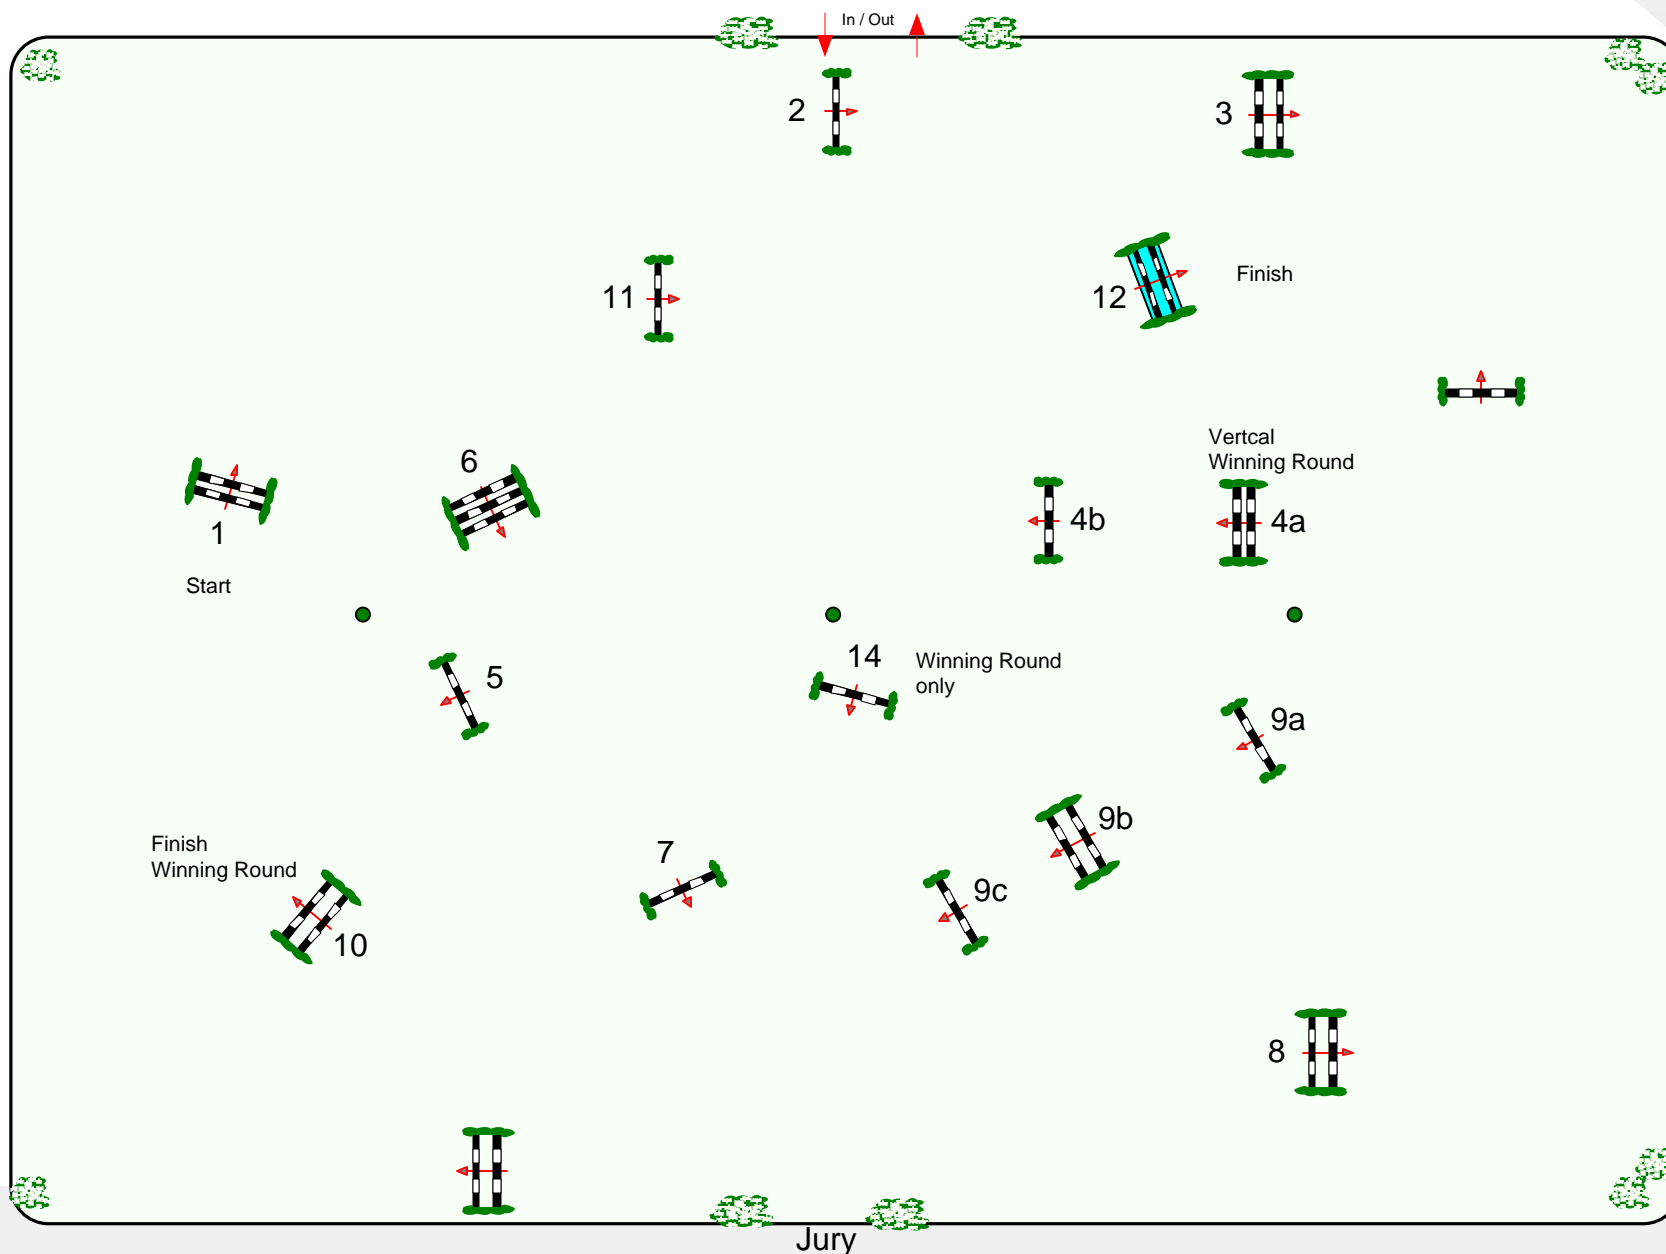 In / Out
2
3
11
12
Finish
Vertcal
Winning Round
6
1
4b
4a
Start
14
Winning Round
only
5
9a
Finish
Winning Round
7
9b
9c
10
8
Jury